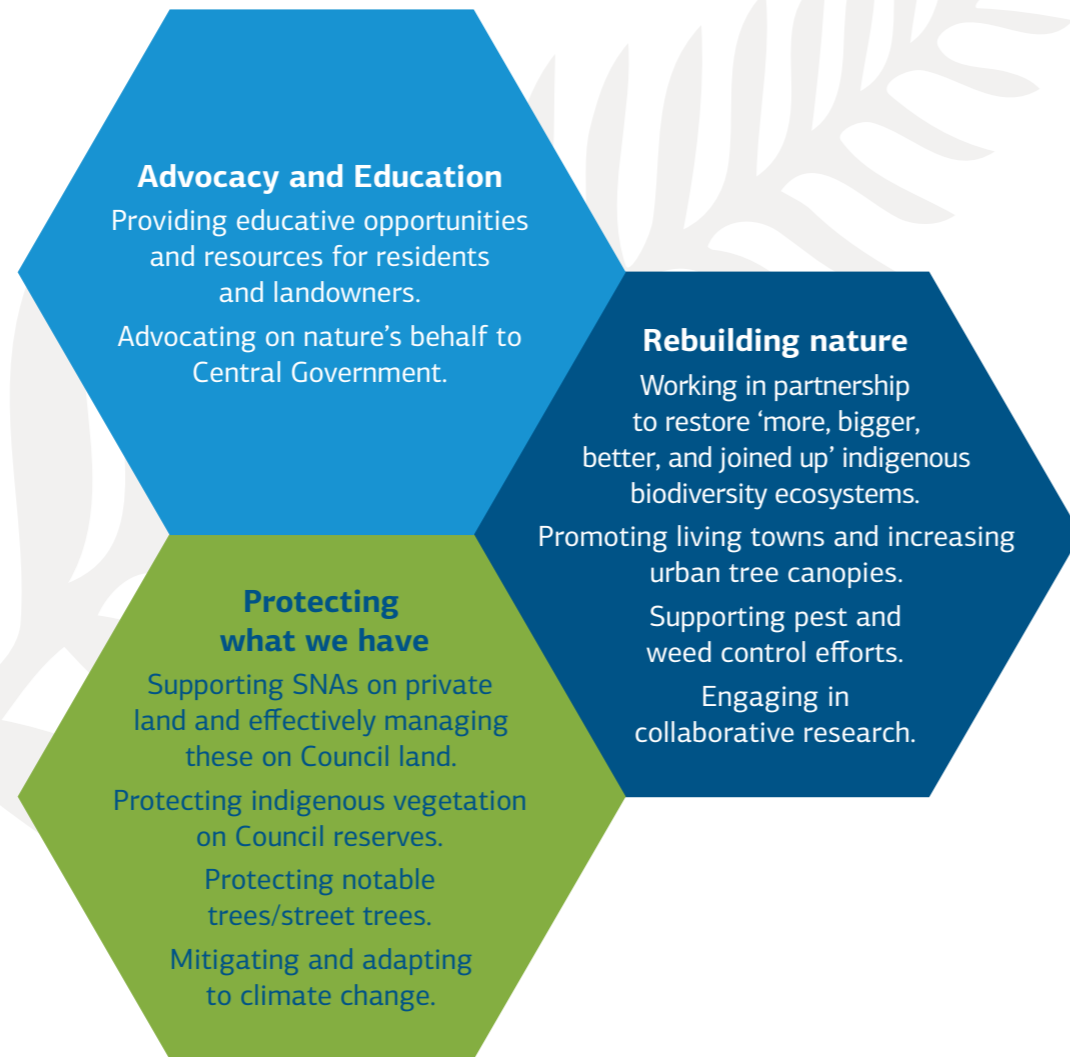 Advocacy and Education
Providing educative opportunities
and resources for residents
and landowners.
Advocating on nature’s behalf to
Central Government.
Rebuilding nature
Working in partnership
to restore ‘more, bigger,
better, and joined up’ indigenous
biodiversity ecosystems.
Promoting living towns and increasing
urban tree canopies.
Supporting pest and
weed control efforts.
Engaging in
collaborative research.
Protecting
what we have
Supporting SNAs on private
land and effectively managing
these on Council land.
Protecting indigenous vegetation
on Council reserves.
Protecting notable
trees/street trees.
Mitigating and adapting
to climate change.